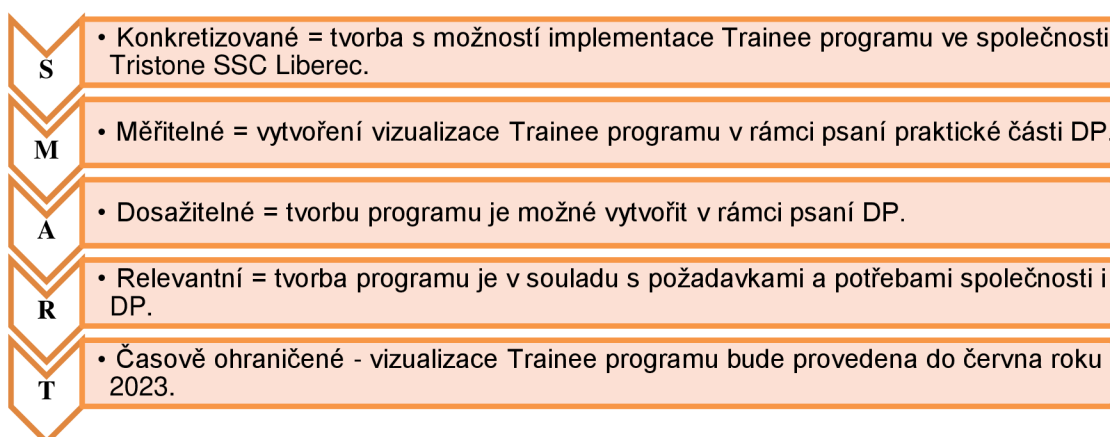 S
• Konkretizované = tvorba s možností implementace Trainee programu ve společnosti
Tristone SSC Liberec.
M
• Měřitelné = vytvoření vizualizace Trainee programu v rámci psaní praktické části DP.
A
• Dosažitelné = tvorbu programu je možné vytvořit v rámci psaní DP.
R
• Relevantní = tvorba programu je v souladu s požadavkami a potřebami společnosti i
DP.
T
• Časově ohraničené - vizualizace Trainee programu bude provedena do června roku
2023.